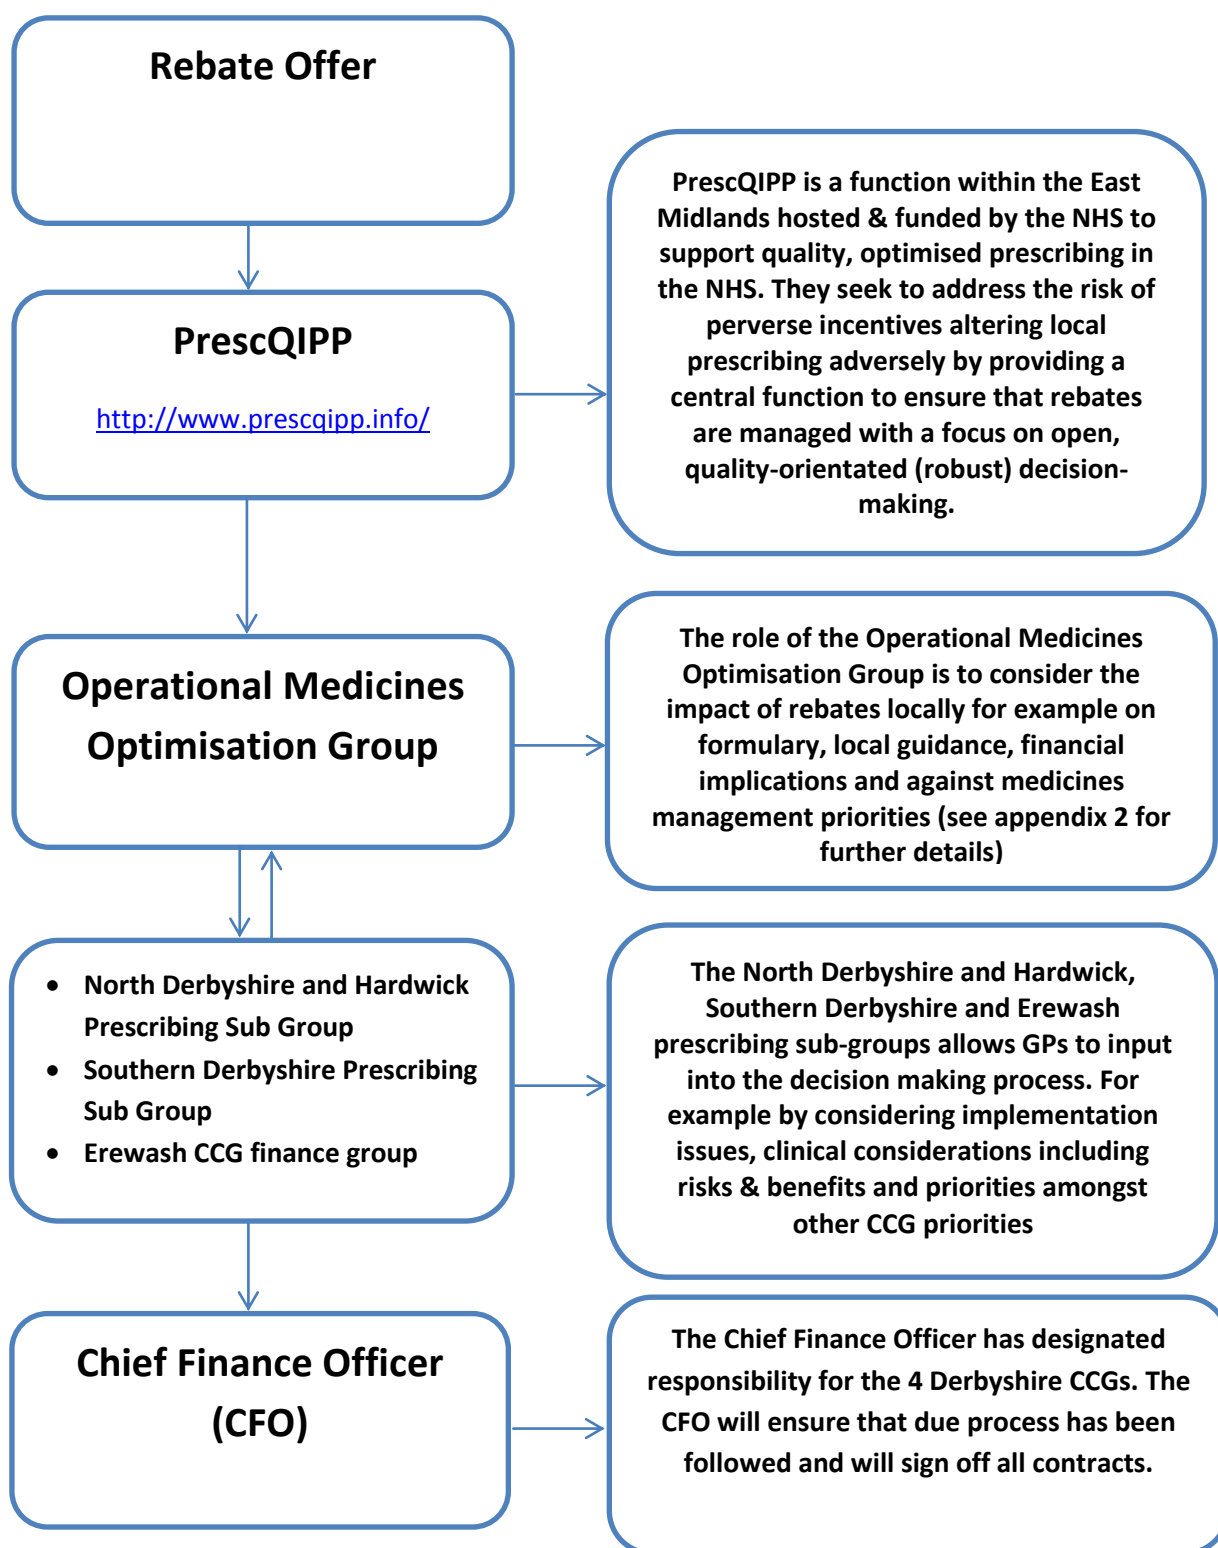 Rebate Offer
PrescQIPP
http://www.prescqipp.info/
PrescQIPP is a function within the East
Midlands hosted & funded by the NHS to
support quality, optimised prescribing in
the NHS. They seek to address the risk of
perverse incentives altering local
prescribing adversely by providing a
central function to ensure that rebates
are managed with a focus on open,
quality-orientated (robust) decision-
making.
Operational Medicines
Optimisation Group
The role of the Operational Medicines
Optimisation Group is to consider the
impact of rebates locally for example on
formulary, local guidance, financial
implications and against medicines
management priorities (see appendix 2 for
further details)
• North Derbyshire and Hardwick
Prescribing Sub Group
• Southern Derbyshire Prescribing
Sub Group
• Erewash CCG finance group
The North Derbyshire and Hardwick,
Southern Derbyshire and Erewash
prescribing sub-groups allows GPs to input
into the decision making process. For
example by considering implementation
issues, clinical considerations including
risks & benefits and priorities amongst
other CCG priorities
Chief Finance Officer
(CFO)
The Chief Finance Officer has designated
responsibility for the 4 Derbyshire CCGs. The
CFO will ensure that due process has been
followed and will sign off all contracts.